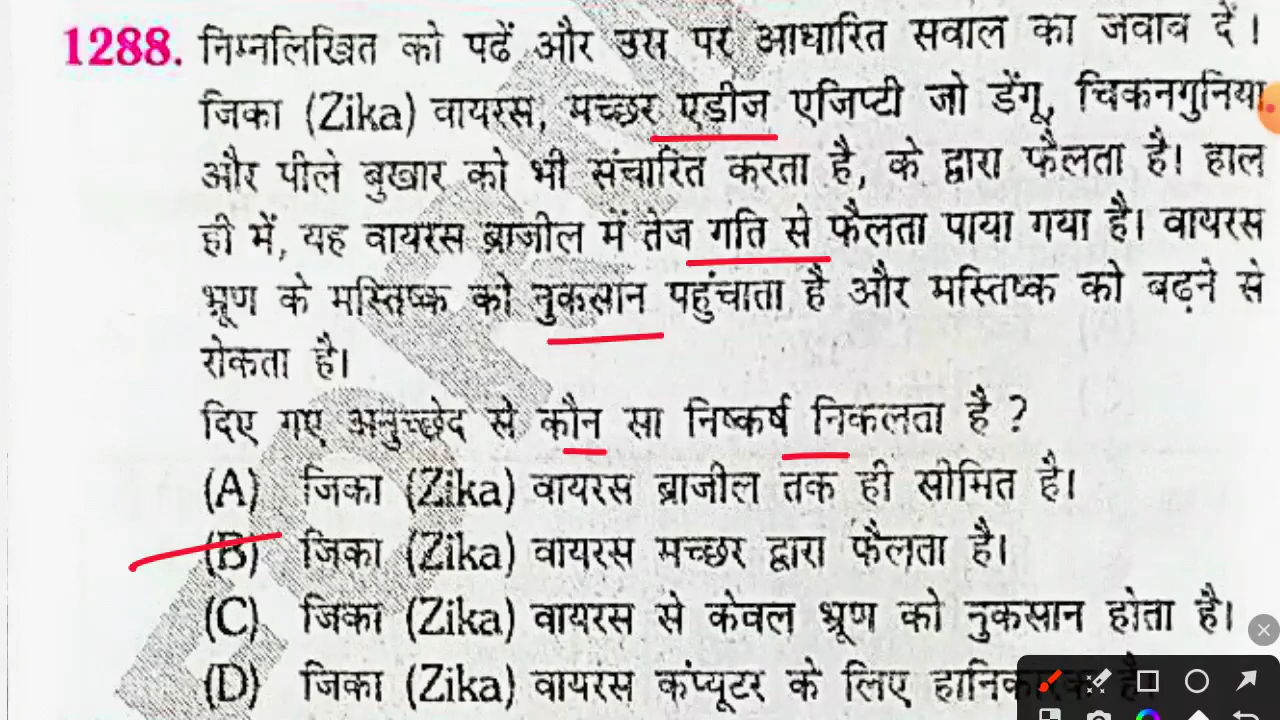 1288. निम्नलिखित को पढें और उस पर आधारित सवाल का जवाब दें।
जिका (Zika) वायरस, मच्छर एडीज एजिप्टी जो डेंगू, चिकनगुनिया
और पीले बुखार को भी संचारित करता है, के द्वारा फैलता है। हाल
ही में, यह वायरस ब्राजील में तेज गति से फैलता पाया गया है। वायरस
भ्रूण के मस्तिष्क को नुकसान पहुंचाता है और मस्तिष्क को बढ़ने से
रोकता है।
दिए गए अनुच्छेद से कौन सा निष्कर्ष निकलता है ?
(A) जिका (Zika) वायरस ब्राजील तक ही सीमित है।
(B) जिका (Zika) वायरस मच्छर द्वारा फैलता है।
(C) जिका (Zika) वायरस से केवल भ्रूण को नुकसान होता है।
(D) जिका (Zika) वायरस कंप्यूटर के लिए हानिकारक है